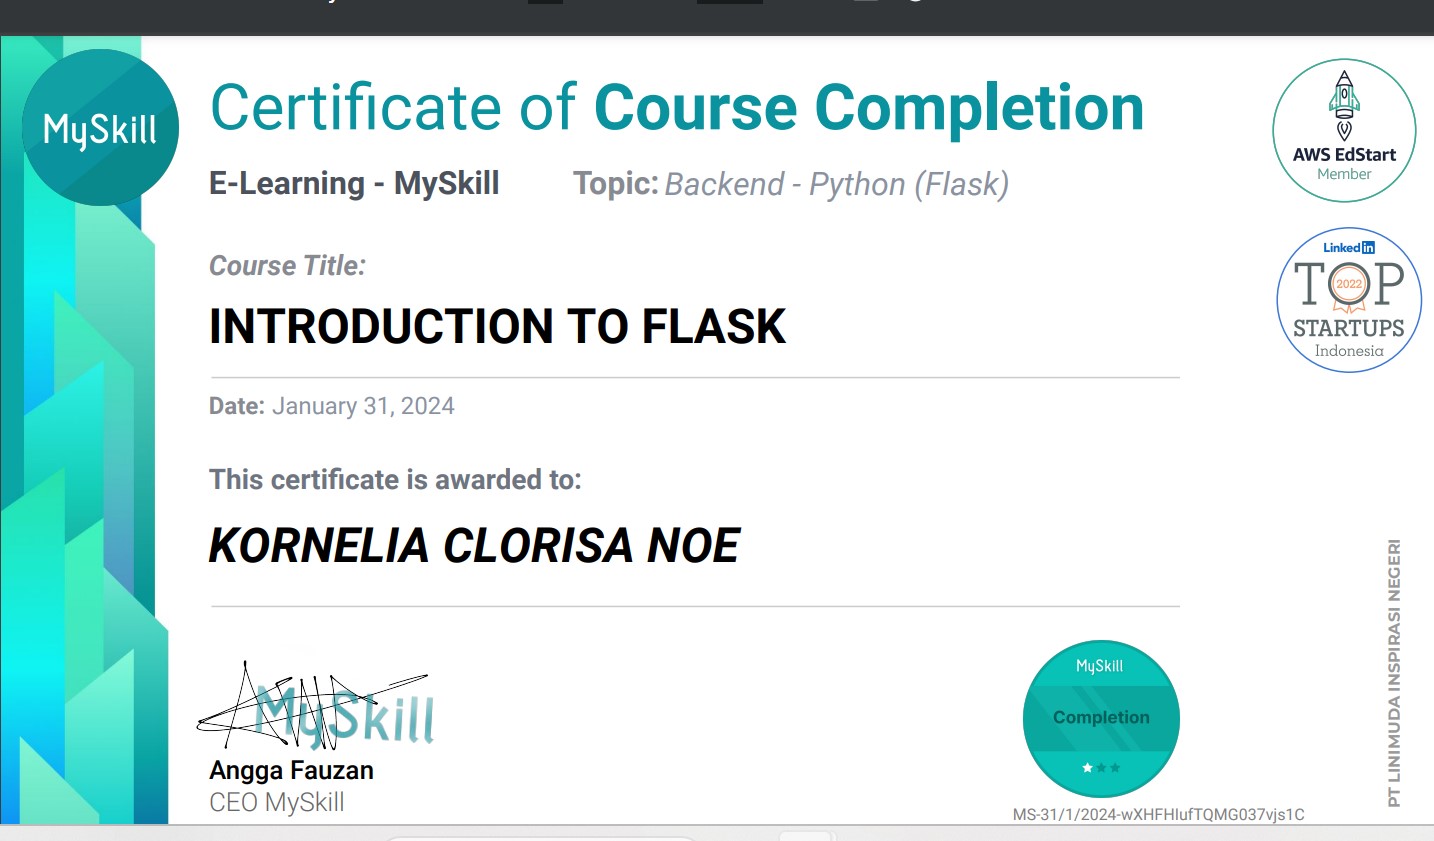 MySkill
Certificate of Course Completion
E-Learning - MySkill
Topic: Backend - Python (Flask)
Course Title:
INTRODUCTION TO FLASK
Date: January 31, 2024
This certificate is awarded to:
KORNELIA CLORISA NOE
AWS EdStart
Member
Linked in
TOP
2022
STARTUPS
Indonesia
MySkill
Angga Fauzan
CEO MySkill
MySkill
Completion
MS-31/1/2024-wXHFHIufTQMG037vjs1C
PT LINIMUDA INSPIRASI NEGERI